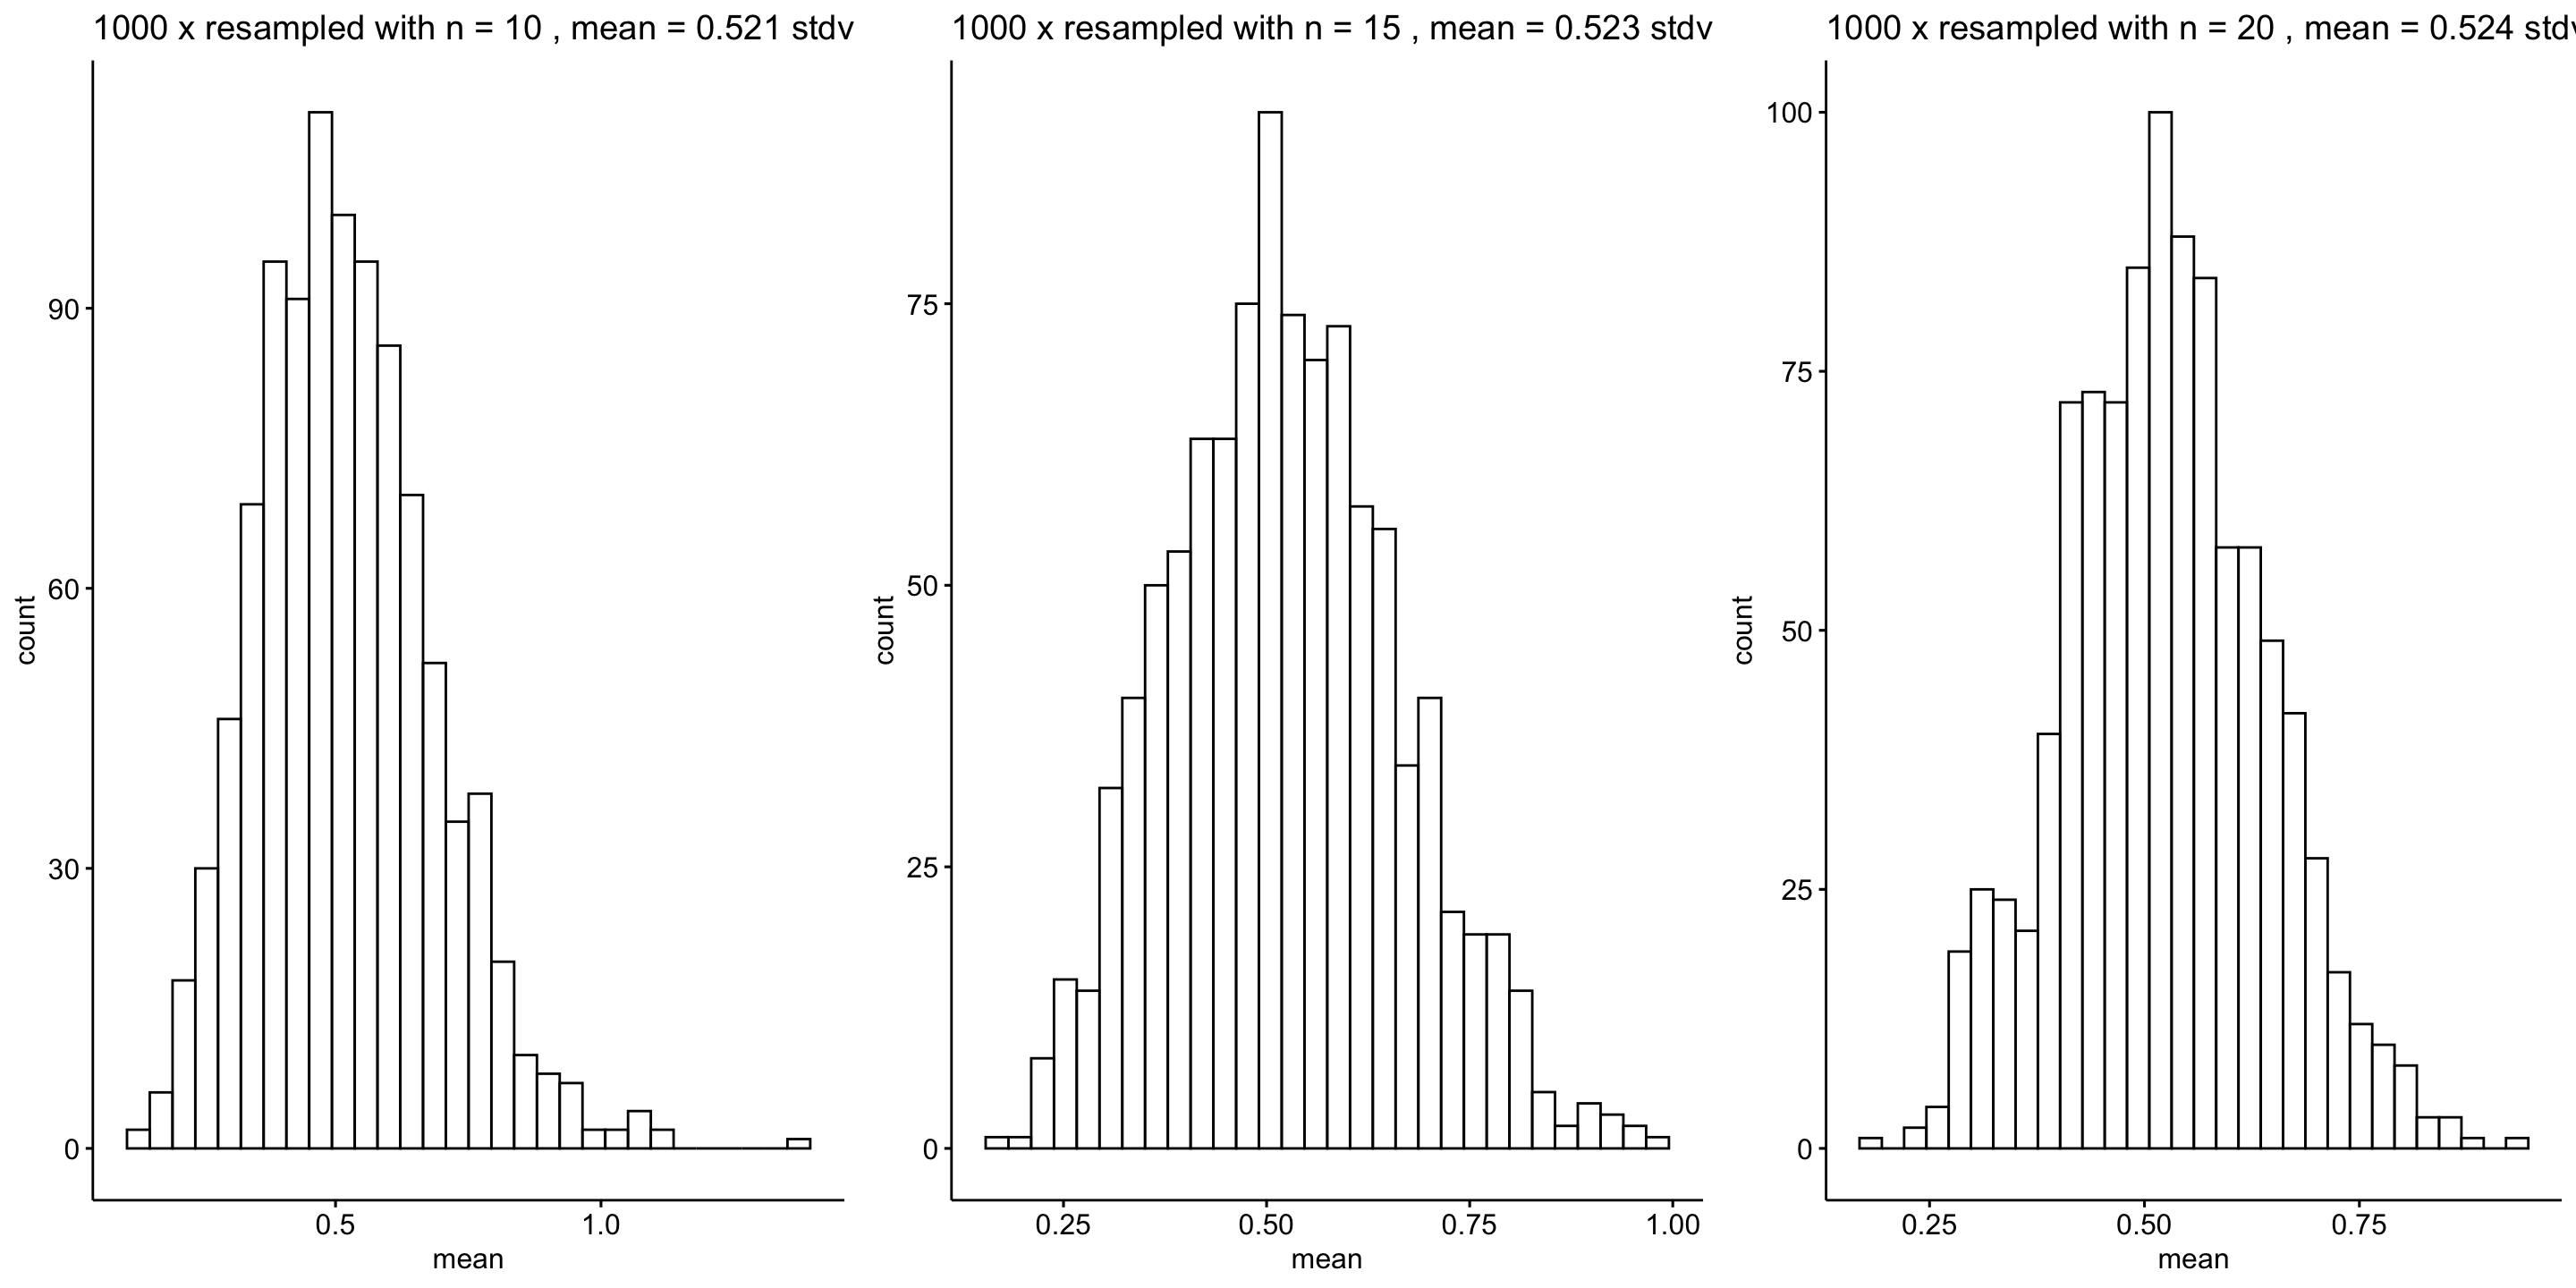 1000 x resampled with n = 10 , mean = 0.521 stdv
90
60
30
0
count
0.5 1.0
mean
1000 x resampled with n = 15 , mean = 0.523 stdv
75
50
25
0
count
0.25 0.50 0.75 1.00
mean
1000 x resampled with n = 20 , mean = 0.524 stdv
100
75
50
25
0
count
0.25 0.50 0.75
mean